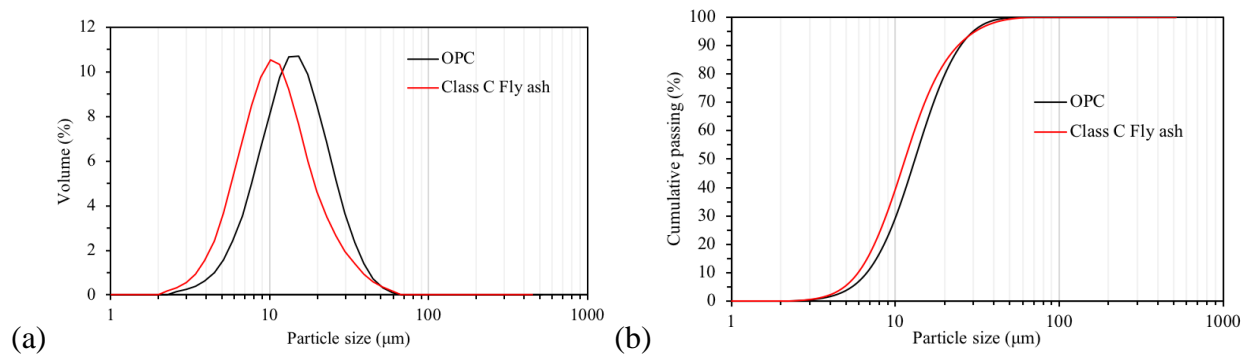 12
10
8
6
4
2
0
Volume (%)
OPC
Class C Fly ash
1
10
100
1000
Particle size (μm)
(a)
100
90
80
70
60
50
40
30
20
10
0
Cumulative passing (%)
OPC
Class C Fly ash
1
10
100
1000
Particle size (μm)
(b)